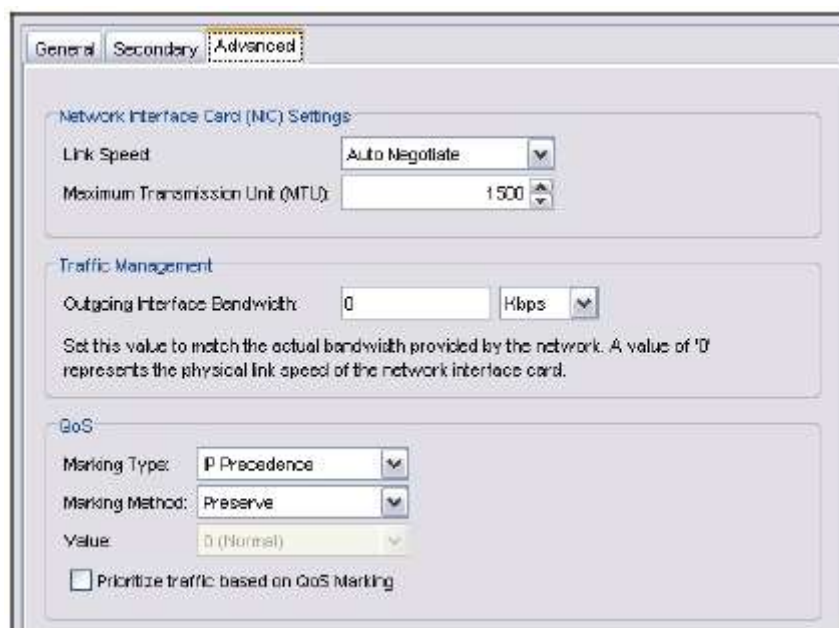 General Secondary Advanced
Network Interface Card (NIC) Settings
Link Speed: Auto Negotiate
Maximum Transmission Unit (MTU): 1500
Traffic Management
Outgoing Interface Bandwidth: 0 Kbps
Set this value to match the actual bandwidth provided by the network. A value of '0'
represents the physical link speed of the network interface card.
QoS
Marking Type: IP Precedence
Marking Method: Preserve
Value: 0 (Normal)
Prioritize traffic based on QoS Marking